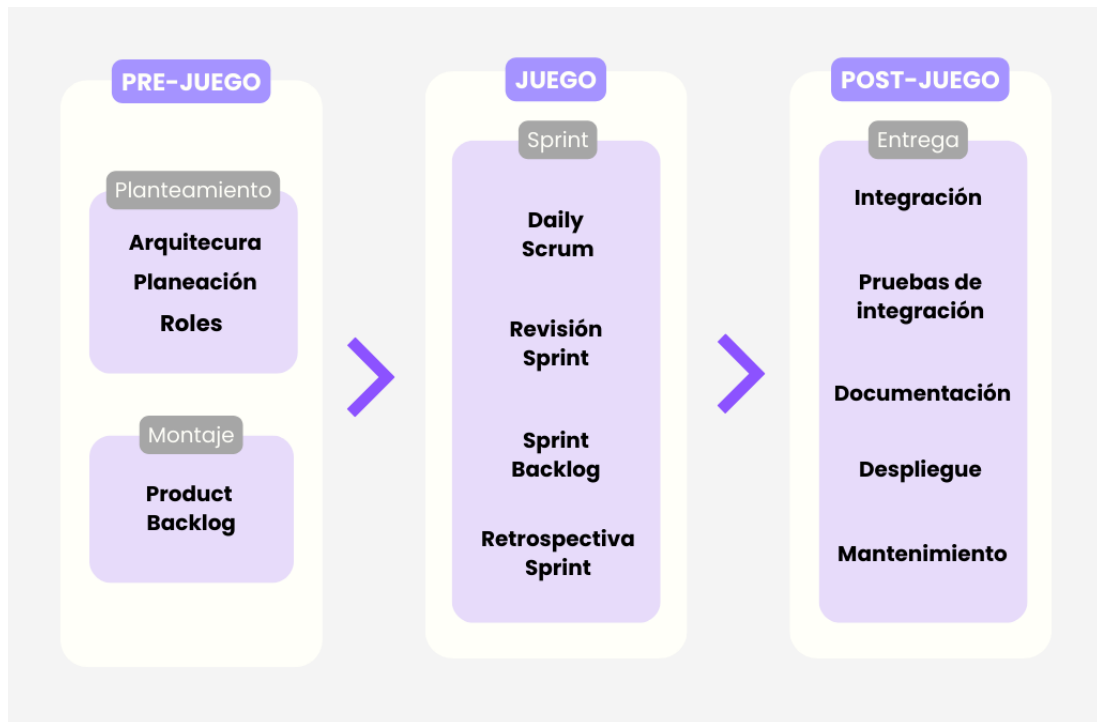 PRE-JUEGO
Planteamiento
Arquitecura
Planeación
Roles
Montaje
Product
Backlog
JUEGO
Sprint
Daily
Scrum
Revisión
Sprint
Sprint
Backlog
Retrospectiva
Sprint
POST-JUEGO
Entrega
Integración
Pruebas de
integración
Documentación
Despliegue
Mantenimiento